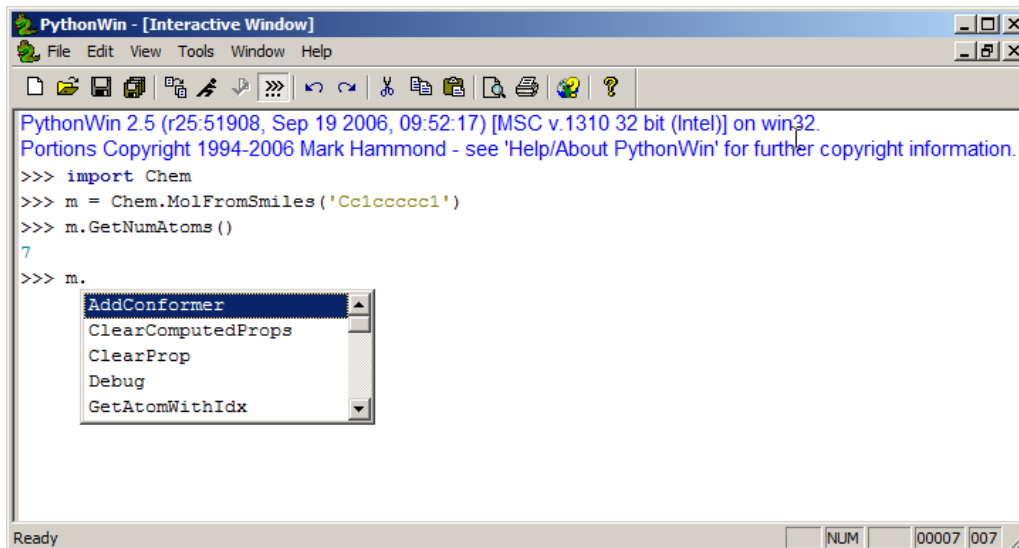 PythonWin - [Interactive Window]
File Edit View Tools Window Help
PythonWin 2.5 (r25:51908, Sep 19 2006, 09:52:17) [MSC v.1310 32 bit (Intel)] on win32.
Portions Copyright 1994-2006 Mark Hammond - see 'Help/About PythonWin' for further copyright information.
>>> import Chem
>>> m = Chem.MolFromSmiles('Cc1ccccc1')
>>> m.GetNumAtoms()
7
>>> m.
AddConformer
ClearComputedProps
ClearProp
Debug
GetAtomWithIdx
Ready NUM 00007 007